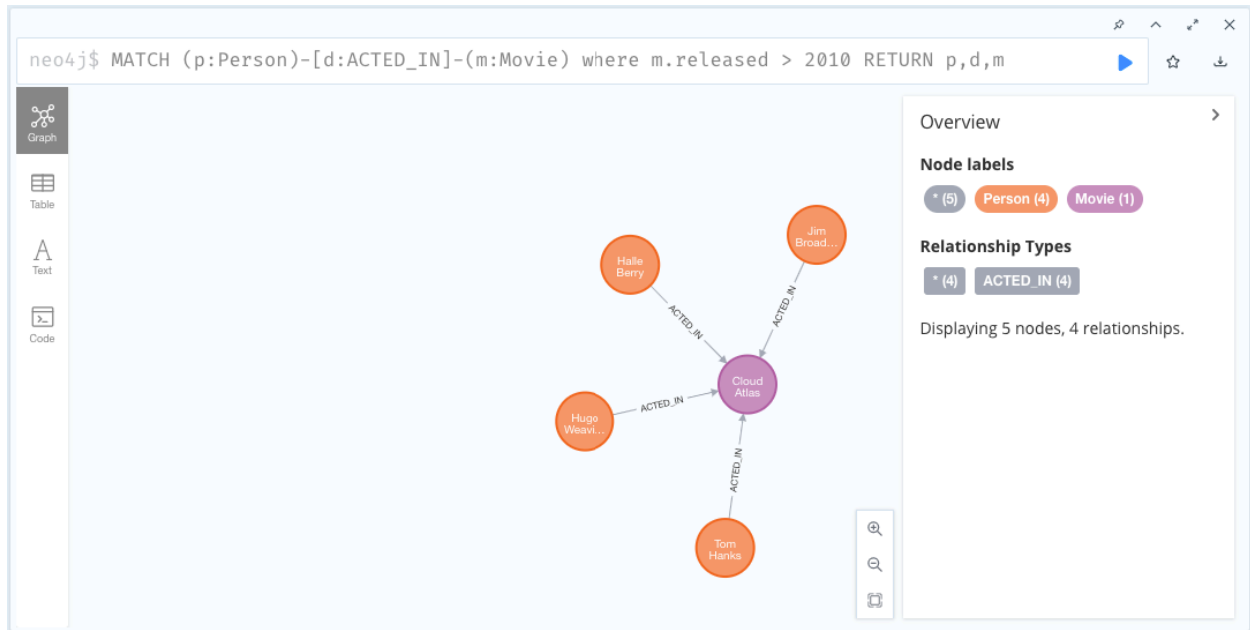 neo4j$ MATCH (p:Person)-[d:ACTED_IN]-(m:Movie) where m.released > 2010 RETURN p,d,m
Graph
Table
Text
Code
Jim
Broad...
Halle
Berry
ACTED_IN
ACTED_IN
Cloud
Atlas
Hugo
Weavi...
ACTED_IN
ACTED_IN
Tom
Hanks
Overview
Node labels
* (5)
Person (4)
Movie (1)
Relationship Types
* (4)
ACTED_IN (4)
Displaying 5 nodes, 4 relationships.